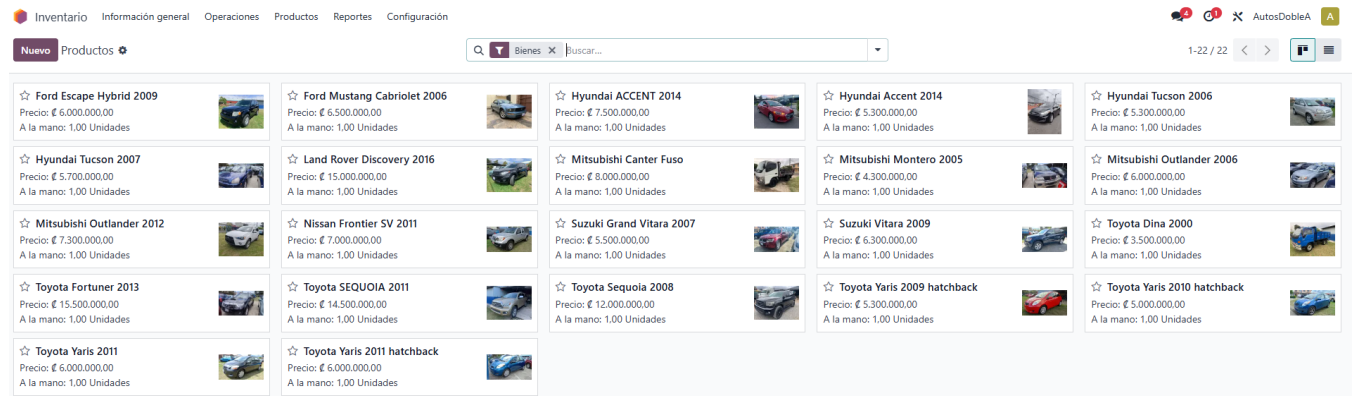 Inventario Información general Operaciones Productos Reportes Configuración 4 1 AutosDobleA A
Nuevo Productos Bienes Buscar... 1-22 / 22
Ford Escape Hybrid 2009
Precio: ₡ 6.000.000,00
A la mano: 1,00 Unidades
Ford Mustang Cabriolet 2006
Precio: ₡ 6.500.000,00
A la mano: 1,00 Unidades
Hyundai ACCENT 2014
Precio: ₡ 7.500.000,00
A la mano: 1,00 Unidades
Hyundai Accent 2014
Precio: ₡ 5.300.000,00
A la mano: 1,00 Unidades
Hyundai Tucson 2006
Precio: ₡ 5.300.000,00
A la mano: 1,00 Unidades
Hyundai Tucson 2007
Precio: ₡ 5.700.000,00
A la mano: 1,00 Unidades
Land Rover Discovery 2016
Precio: ₡ 15.000.000,00
A la mano: 1,00 Unidades
Mitsubishi Canter Fuso
Precio: ₡ 8.000.000,00
A la mano: 1,00 Unidades
Mitsubishi Montero 2005
Precio: ₡ 4.300.000,00
A la mano: 1,00 Unidades
Mitsubishi Outlander 2006
Precio: ₡ 6.000.000,00
A la mano: 1,00 Unidades
Mitsubishi Outlander 2012
Precio: ₡ 7.300.000,00
A la mano: 1,00 Unidades
Nissan Frontier SV 2011
Precio: ₡ 7.000.000,00
A la mano: 1,00 Unidades
Suzuki Grand Vitara 2007
Precio: ₡ 5.500.000,00
A la mano: 1,00 Unidades
Suzuki Vitara 2009
Precio: ₡ 6.300.000,00
A la mano: 1,00 Unidades
Toyota Dina 2000
Precio: ₡ 3.500.000,00
A la mano: 1,00 Unidades
Toyota Fortuner 2013
Precio: ₡ 15.500.000,00
A la mano: 1,00 Unidades
Toyota SEQUOIA 2011
Precio: ₡ 14.500.000,00
A la mano: 1,00 Unidades
Toyota Sequoia 2008
Precio: ₡ 12.000.000,00
A la mano: 1,00 Unidades
Toyota Yaris 2009 hatchback
Precio: ₡ 5.300.000,00
A la mano: 1,00 Unidades
Toyota Yaris 2010 hatchback
Precio: ₡ 5.000.000,00
A la mano: 1,00 Unidades
Toyota Yaris 2011
Precio: ₡ 6.000.000,00
A la mano: 1,00 Unidades
Toyota Yaris 2011 hatchback
Precio: ₡ 6.000.000,00
A la mano: 1,00 Unidades